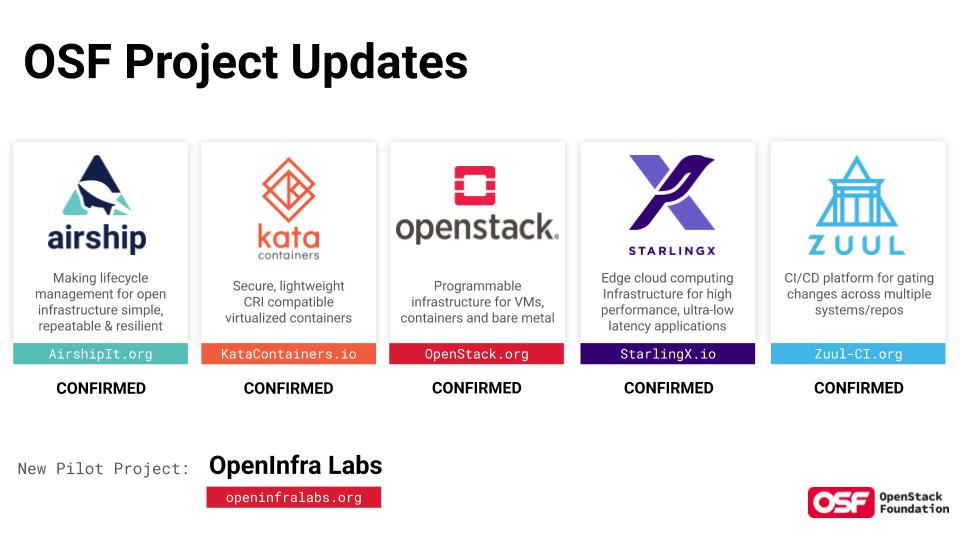 OSF Project Updates
airship
Making lifecycle
management for open
infrastructure simple,
repeatable & resilient
AirshipIt.org
CONFIRMED
kata
containers
Secure, lightweight
CRI compatible
virtualized containers
KataContainers.io
CONFIRMED
openstack.
Programmable
infrastructure for VMs,
containers and bare metal
OpenStack.org
CONFIRMED
STARLINGX
Edge cloud computing
Infrastructure for high
performance, ultra-low
latency applications
StarlingX.io
CONFIRMED
ZUUL
CI/CD platform for gating
changes across multiple
systems/repos
Zuul-CI.org
CONFIRMED
New Pilot Project: OpenInfra Labs
openinfralabs.org
OSF OpenStack
Foundation